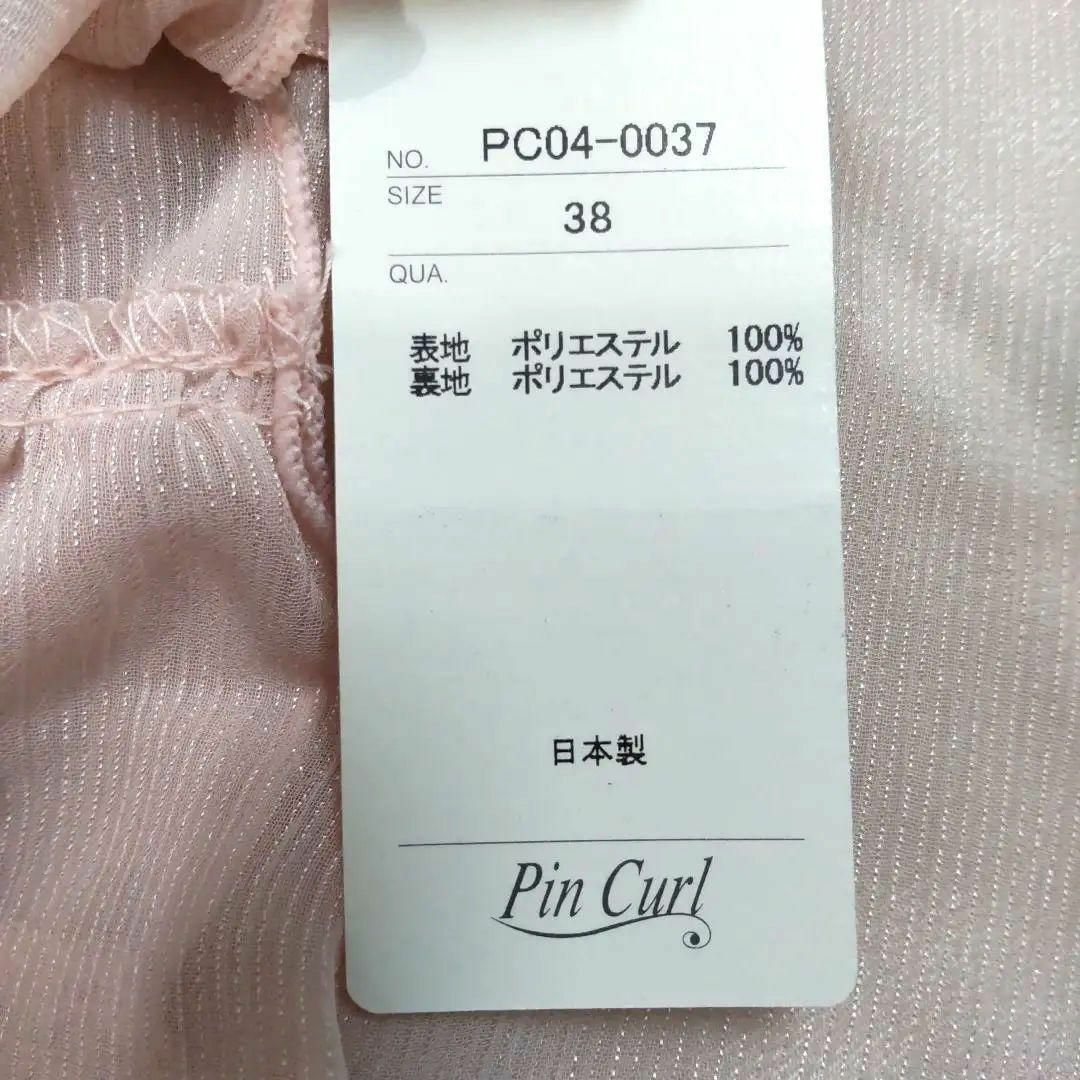 NO. PC04-0037
SIZE
38
QUA.
表地 ポリエステル 100%
裏地 ポリエステル 100%
日本製
Pin Curl